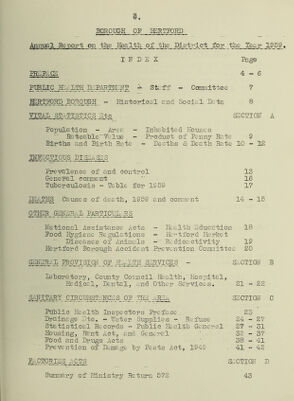 3.
BOROUGH OF HERTFORD
Annual Report on the Health of the District for the Year 1959.
INDEX Page
PREFACE 4 - 6
PUBLIC HEALTH DEPARTMENT - Staff - Committee 7
HERTFORD BOROUGH - Historical and Social Data 8
VITAL STATISTICS Etc SECTION A
Population - Area - Inhabited Houses
Rateable Value - Product of Penny Rate 9
Births and Birth Rate - Deaths & Death Rate 10 - 12
INFECTIOUS DISEASES
Prevalence of and control 13
General comment 16
Tuberculosis - Table for 1959 17
DEATHS Causes of death, 1959 and comment 14 - 15
OTHER GENERAL PARTICULARS
National Assistance Acts - Health Education 18
Food Hygiene Regulations - Hertford Market
Diseases of Animals - Radioactivity 19
Hertford Borough Accident Prevention Committee 20
GENERAL PROVISION OF HEALTH SERVICES - SECTION B
Laboratory, County Council Health, Hospital,
Medical, Dental, and Other Services. 21 - 22
SANITARY CIRCUMSTANCES OF THE AREA SECTION C
Public Health Inspectors Preface 23
Drainage Etc. - Water Supplies - Refuse 24 - 27
Statistical Records - Public Health General 27 - 31
Housing, Rent Act, and General 32 - 37
Food and Drugs Acts 38 - 41
Prevention of Damage by Pests Act, 1949 41 - 42
FACTORIES ACTS SECTION D
Summary of Ministry Return 572 43